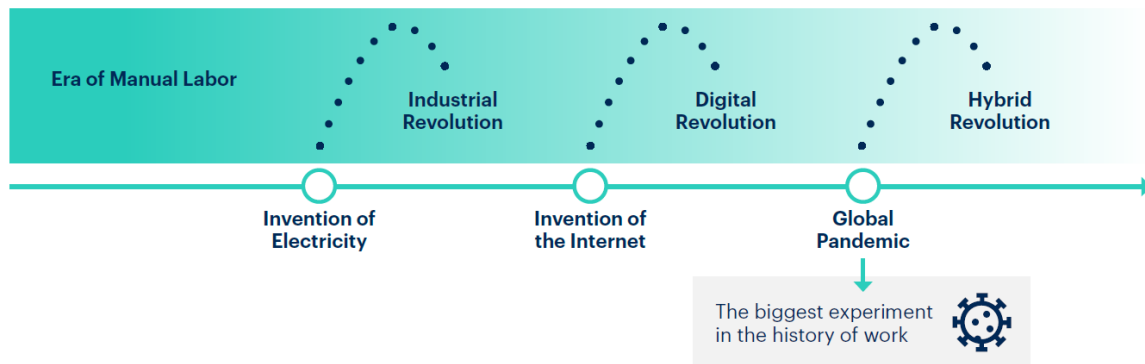 Era of Manual Labor
Industrial
Revolution
Digital
Revolution
Hybrid
Revolution
Invention of
Electricity
Invention of
the Internet
Global
Pandemic
The biggest experiment
in the history of work